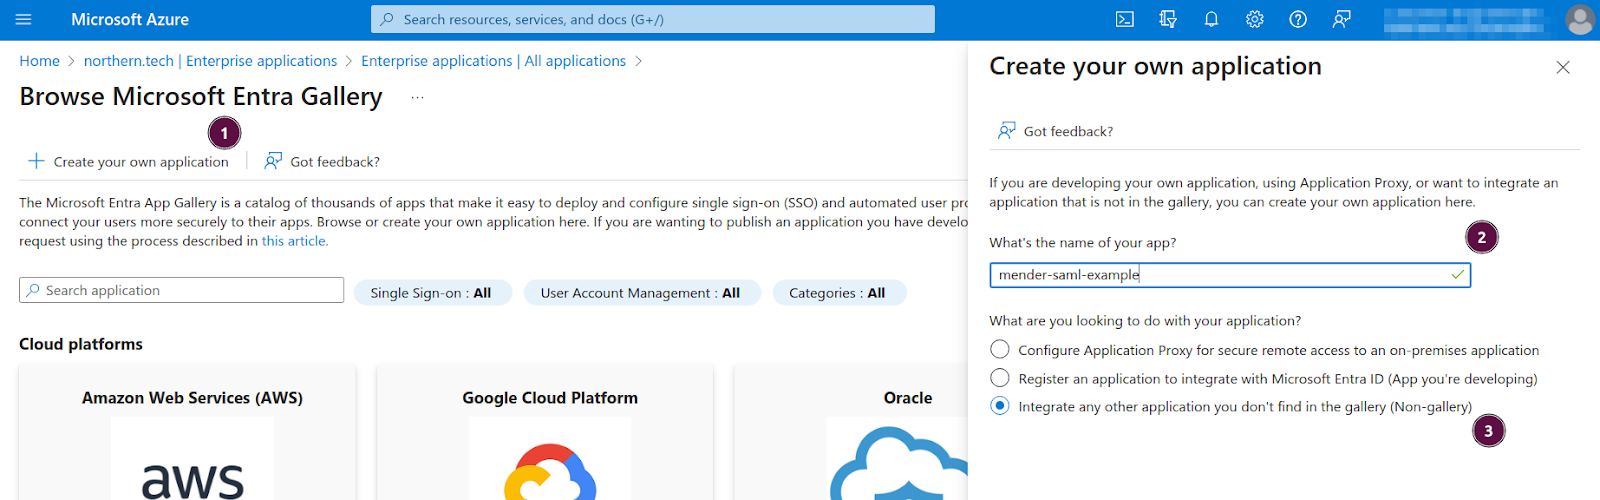 Microsoft Azure
Search resources, services, and docs (G+/)
Home > northern.tech | Enterprise applications > Enterprise applications | All applications >
Browse Microsoft Entra Gallery ...
1
+ Create your own application
Got feedback?
The Microsoft Entra App Gallery is a catalog of thousands of apps that make it easy to deploy and configure single sign-on (SSO) and automated user pro
connect your users more securely to their apps. Browse or create your own application here. If you are wanting to publish an application you have develo
request using the process described in this article.
Search application
Single Sign-on : All
User Account Management : All
Categories : All
Cloud platforms
Amazon Web Services (AWS)
aws
Google Cloud Platform
Oracle
Create your own application
Got feedback?
If you are developing your own application, using Application Proxy, or want to integrate an
application that is not in the gallery, you can create your own application here.
What's the name of your app?
2
mender-saml-example
What are you looking to do with your application?
Configure Application Proxy for secure remote access to an on-premises application
Register an application to integrate with Microsoft Entra ID (App you're developing)
Integrate any other application you don't find in the gallery (Non-gallery)
3